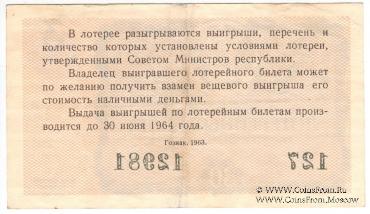 В лотерее разыгрываются выигрыши, перечень и
количество которых установлены условиями лотереи,
утвержденными Советом Министров республики.
Владелец выигравшего лотерейного билета может
по желанию получить взамен вещевого выигрыша его
стоимость наличными деньгами.
Выдача выигрышей по лотерейным билетам произ-
водится до 30 июня 1964 года.
Гознак. 1963.
12981 127
© CoinsFrom.Ru
CoinsFrom.Moscow